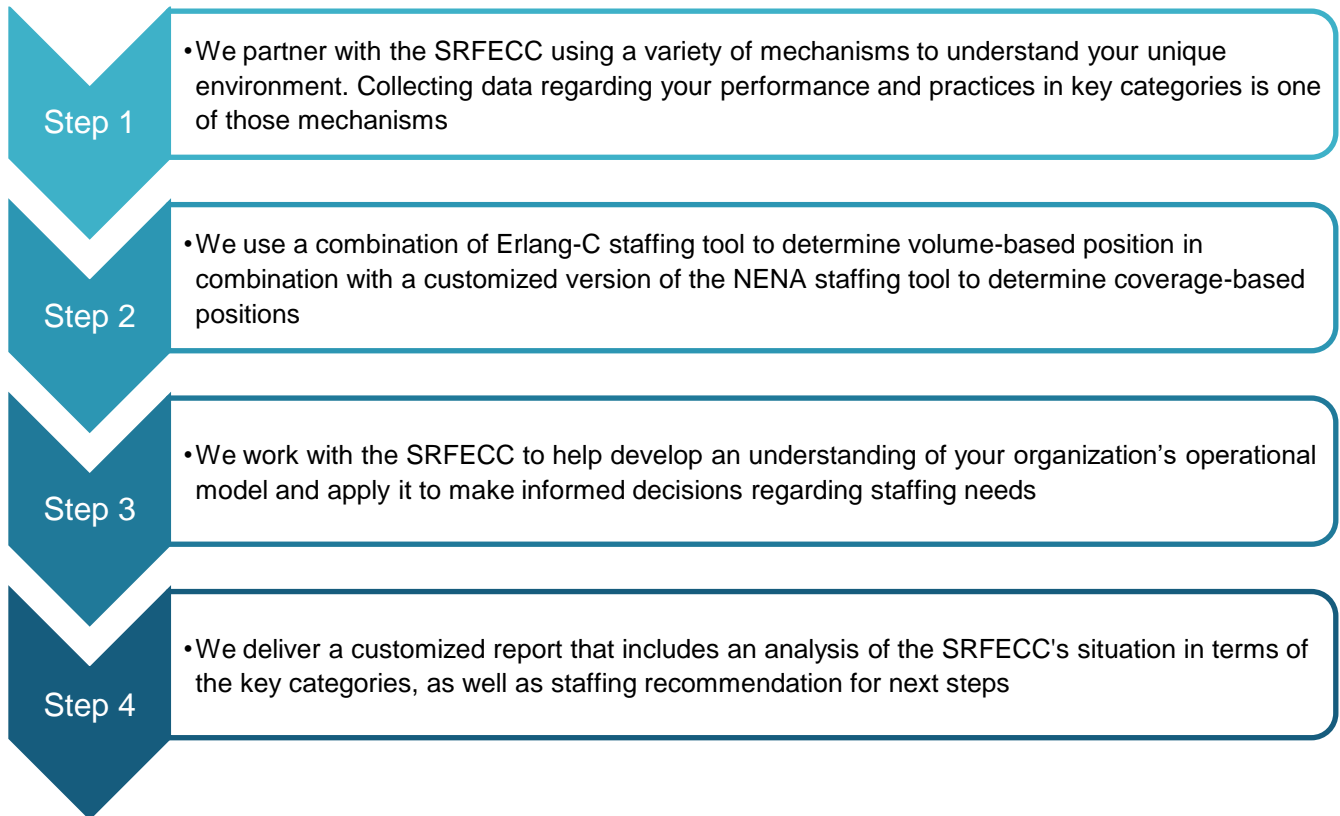 Step 1
•We partner with the SRFECC using a variety of mechanisms to understand your unique
environment. Collecting data regarding your performance and practices in key categories is one
of those mechanisms
Step 2
•We use a combination of Erlang-C staffing tool to determine volume-based position in
combination with a customized version of the NENA staffing tool to determine coverage-based
positions
Step 3
•We work with the SRFECC to help develop an understanding of your organization’s operational
model and apply it to make informed decisions regarding staffing needs
Step 4
•We deliver a customized report that includes an analysis of the SRFECC's situation in terms of
the key categories, as well as staffing recommendation for next steps